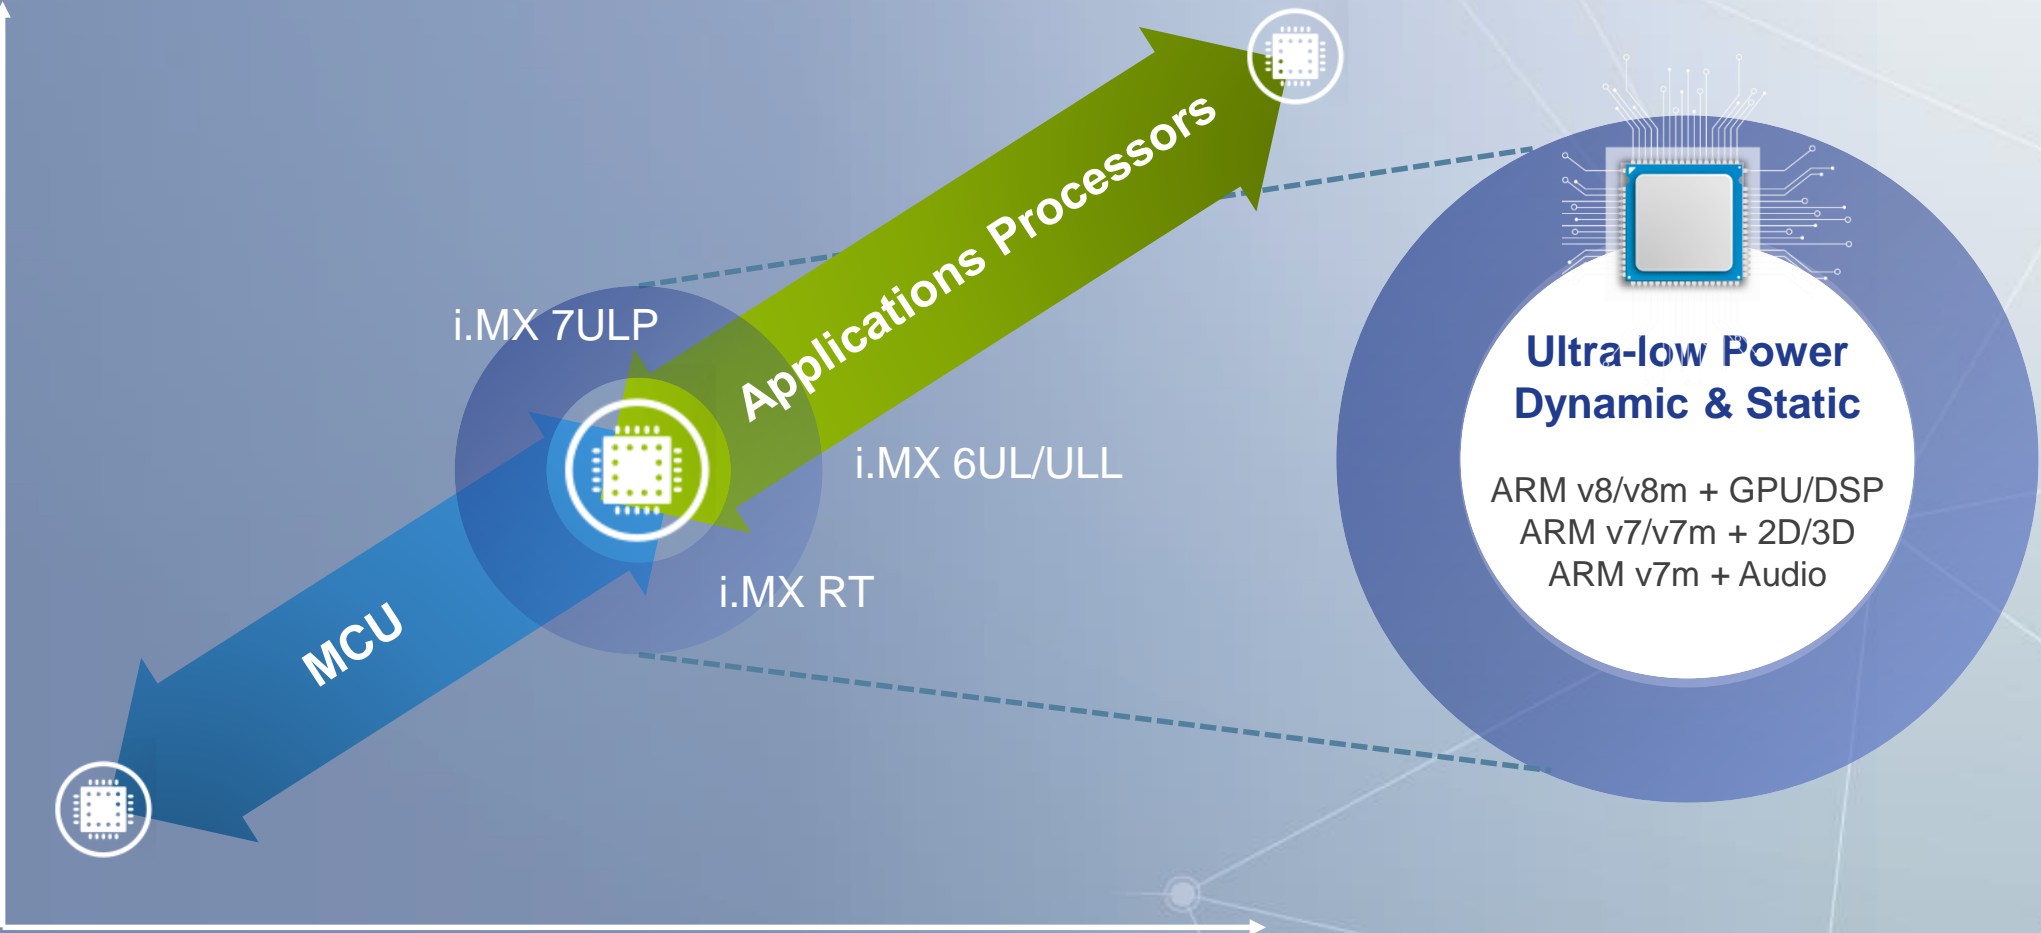 Applications Processors
i.MX 7ULP
i.MX 6UL/ULL
i.MX RT
MCU
Ultra-low Power
Dynamic & Static
ARM v8/v8m + GPU/DSP
ARM v7/v7m + 2D/3D
ARM v7m + Audio